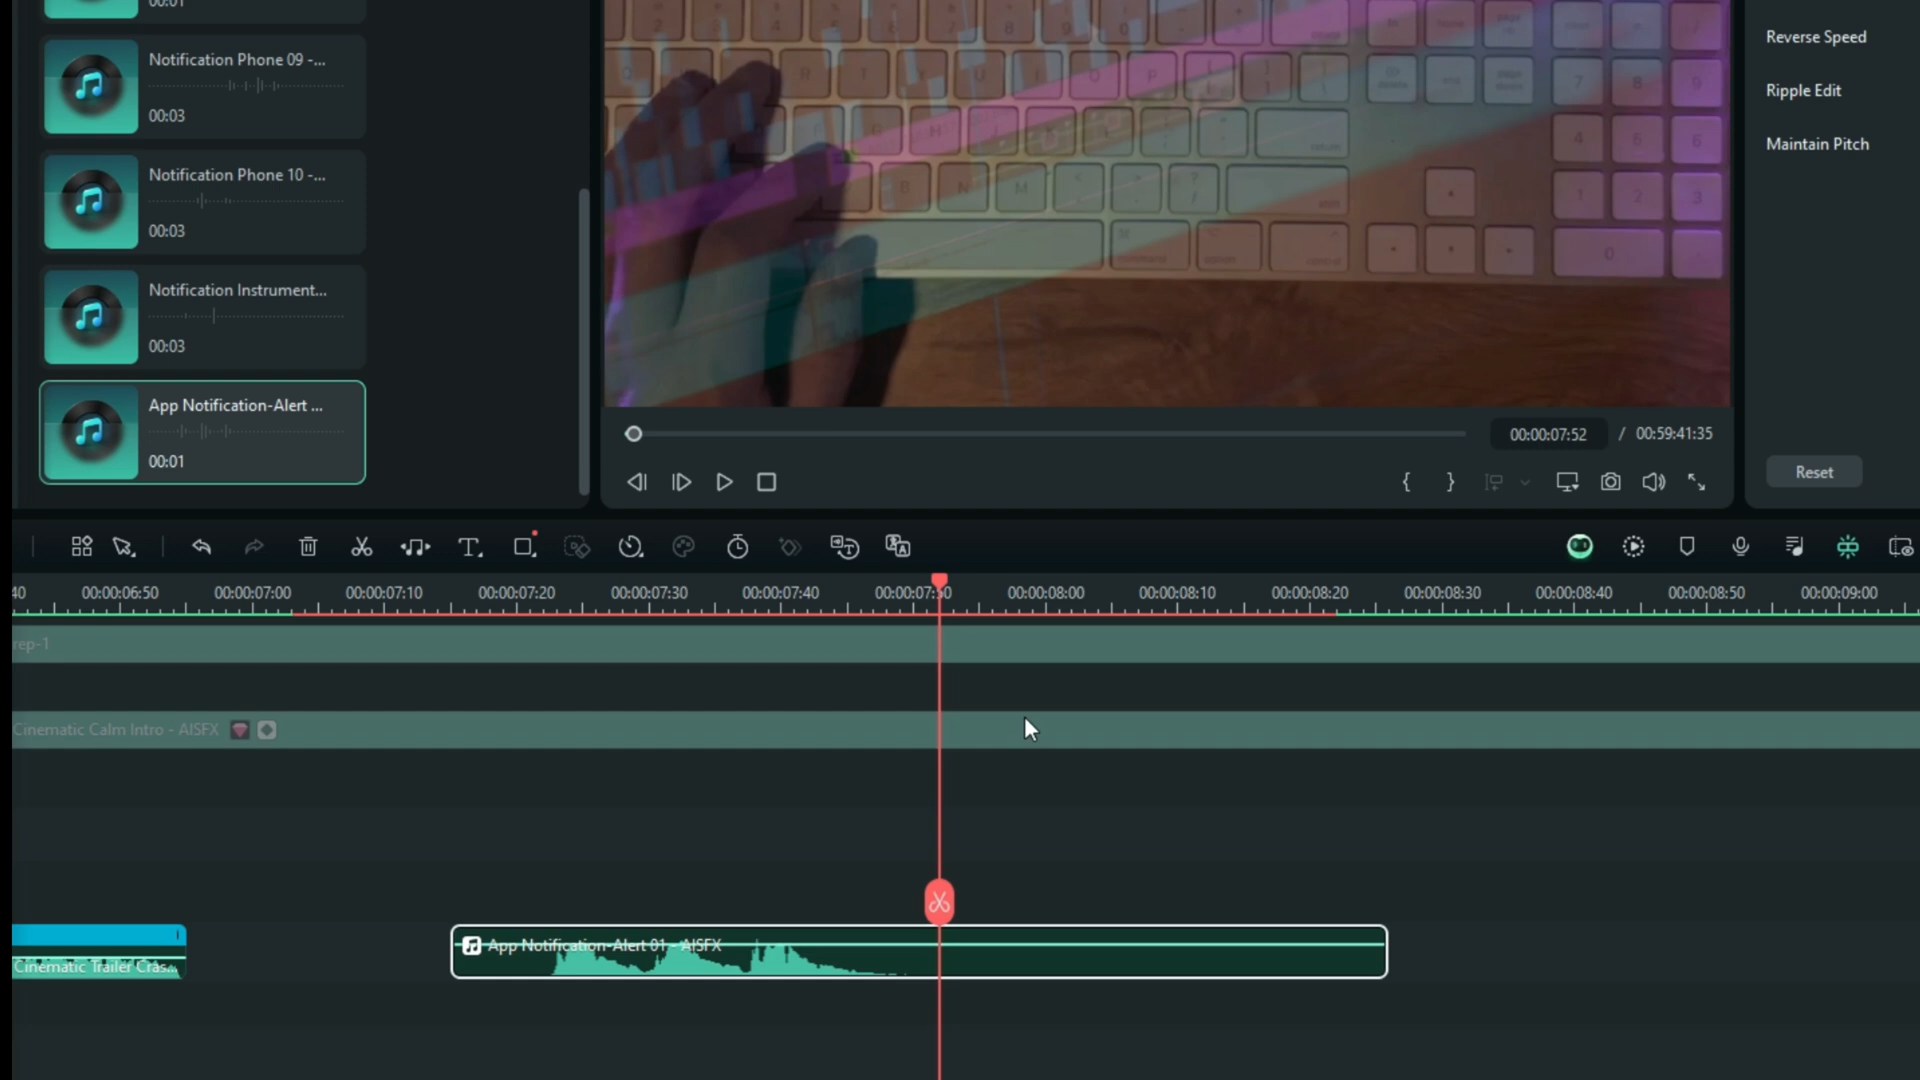 00:01
Notification Phone 09 -...
00:03
Notification Phone 10 -...
00:03
Notification Instrument...
00:03
App Notification-Alert ...
00:01
Reverse Speed
Ripple Edit
Maintain Pitch
Reset
00:00:07:52 / 00:59:41:35
40 00:00:06:50 00:00:07:00 00:00:07:10 00:00:07:20 00:00:07:30 00:00:07:40 00:00:07:50 00:00:08:00 00:00:08:10 00:00:08:20 00:00:08:30 00:00:08:40 00:00:08:50 00:00:09:00
rep-1
Cinematic Calm Intro - AISFX
App Notification-Alert 01 - AISFX
Cinematic Trailer Cras...